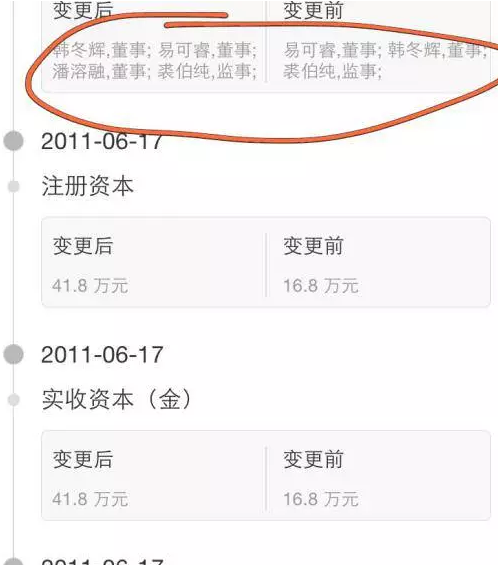 变更后 变更前
韩冬辉,董事; 易可睿,董事; 易可睿,董事; 韩冬辉,董事;
潘溶融,董事; 裘伯纯,监事; 裘伯纯,监事;
2011-06-17
注册资本
变更后 变更前
41.8 万元 16.8 万元
2011-06-17
实收资本（金）
变更后 变更前
41.8 万元 16.8 万元
2011-06-17